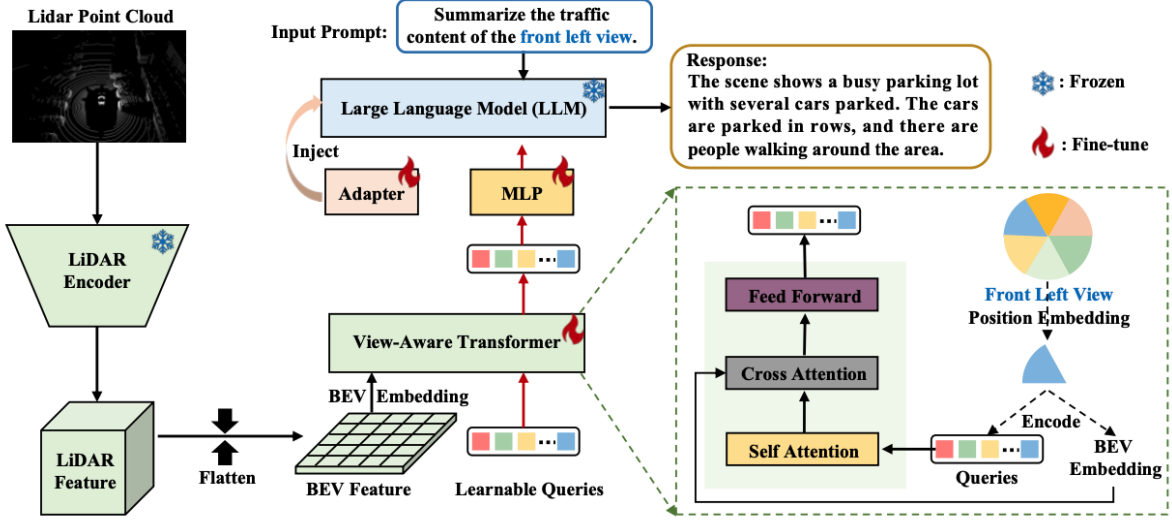 Lidar Point Cloud
Input Prompt:
Summarize the traffic
content of the front left view.
Large Language Model (LLM)
Response:
The scene shows a busy parking lot
with several cars parked. The cars
are parked in rows, and there are
people walking around the area.
: Frozen
: Fine-tune
Inject
Adapter
MLP
LiDAR
Encoder
View-Aware Transformer
BEV Embedding
LiDAR
Feature
Flatten
BEV Feature
Learnable Queries
Feed Forward
Cross Attention
Self Attention
Front Left View
Position Embedding
Encode
Queries
BEV
Embedding